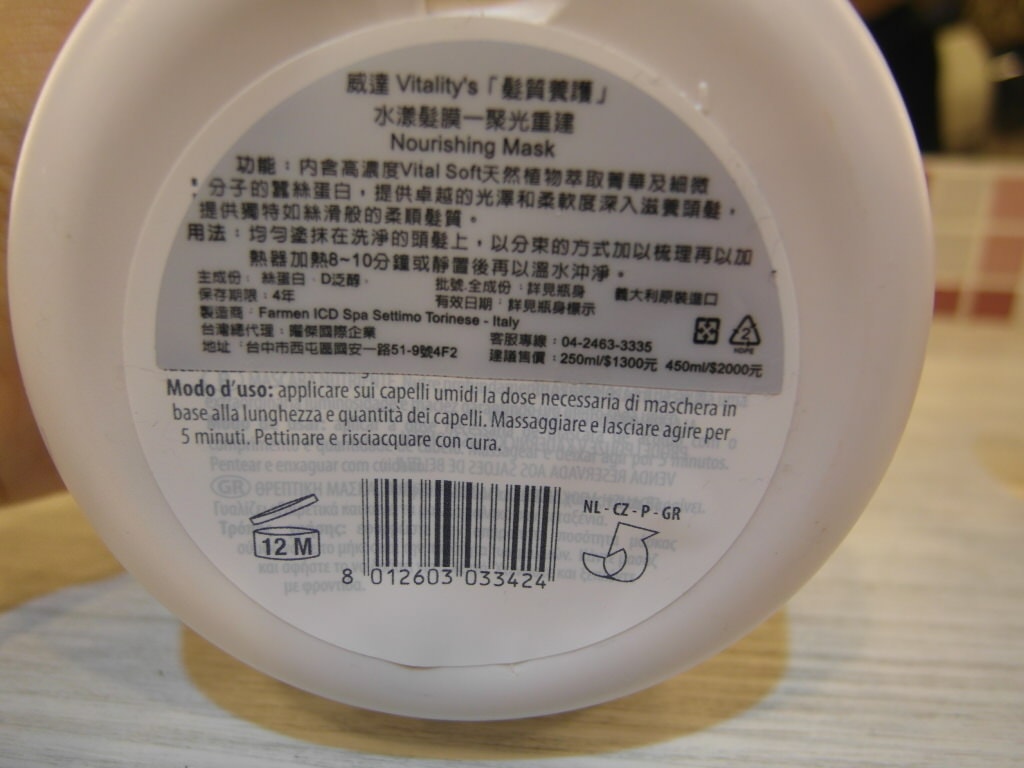 威達 Vitality's「髮質養護」
水漾髮膜一聚光重建
Nourishing Mask
功能：內含高濃度Vital Soft天然植物萃取菁華及細微
分子的蠶絲蛋白，提供卓越的光澤和柔軟度深入滋養頭髮，
提供獨特如絲滑般的柔順髮質。
用法：均勻塗抹在洗淨的頭髮上，以分束的方式加以梳理再以加
熱器加熱8~10分鐘或靜置後再以溫水沖淨。
主成份：絲蛋白、D泛醇。 批號.全成份：詳見瓶身 義大利原裝進口
保存期限：4年 有效日期：詳見瓶身標示
製造商：Farmen ICD Spa Settimo Torinese - Italy
台灣總代理：耀傑國際企業 客服專線：04-2463-3335
地址：台中市西屯區國安一路51-9號4F2 建議售價：250ml/$1300元 450ml/$2000元
2
HDPE
Modo d'uso: applicare sui capelli umidi la dose necessaria di maschera in
base alla lunghezza e quantità dei capelli. Massaggiare e lasciare agire per
5 minuti. Pettinare e risciacquare con cura.
Pentear e enxaguar com cuidado.
VENDA RESERVADA AOS SALÕES DE BELEZA
GR ΘΡΕΠΤΙΚΗ ΜΑΣΚ
12 M
NL - CZ - P - GR
8 012603 033424